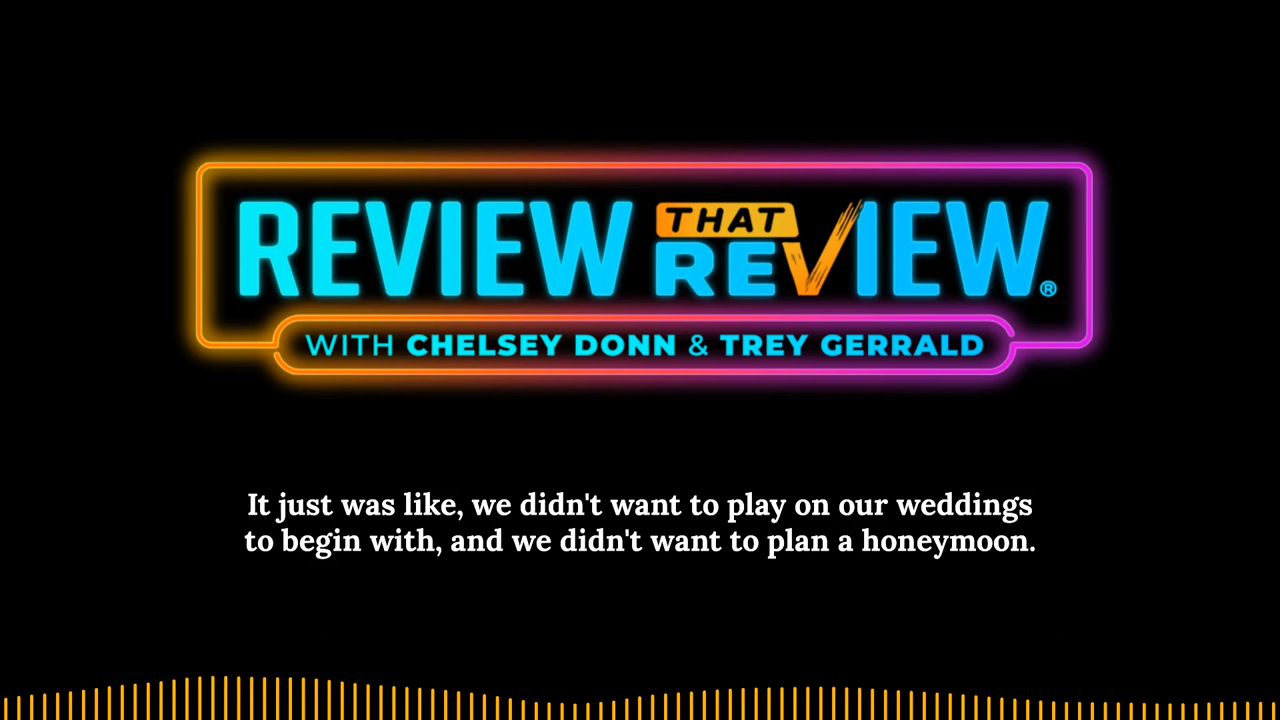 REVIEW THAT REVIEW®
WITH CHELSEY DONN & TREY GERRALD
It just was like, we didn't want to play on our weddings
to begin with, and we didn't want to plan a honeymoon.